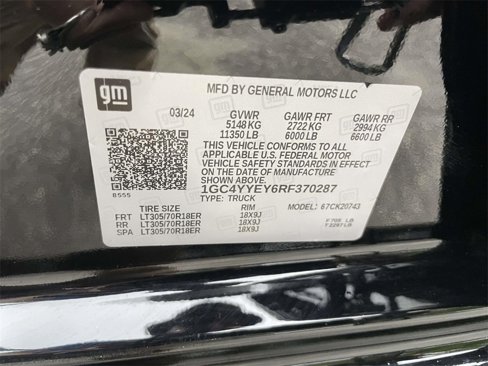 gm
MFD BY GENERAL MOTORS LLC
03/24 GVWR GAWR FRT GAWR RR
5148 KG 2722 KG 2994 KG
11350 LB 6000 LB 6600 LB
THIS VEHICLE CONFORMS TO ALL
APPLICABLE U.S. FEDERAL MOTOR
VEHICLE SAFETY STANDARDS IN EFFECT
ON THE DATE OF MANUFACTURE
SHOWN ABOVE.
1GC4YYEY6RF370287
8555
TYPE: TRUCK MODEL: 67CK20743
TIRE SIZE RIM
FRT LT305/70R18ER 18X9J
RR LT305/70R18ER 18X9J
SPA LT305/70R18ER 18X9J